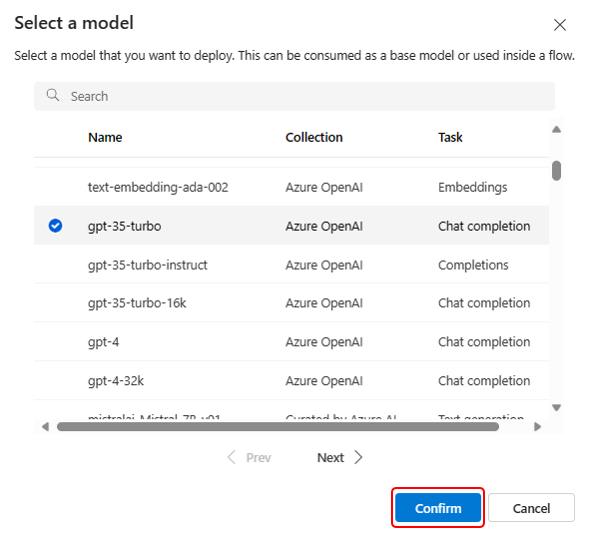 Select a model
Select a model that you want to deploy. This can be consumed as a base model or used inside a flow.
Search
Name Collection Task
text-embedding-ada-002 Azure OpenAI Embeddings
gpt-35-turbo Azure OpenAI Chat completion
gpt-35-turbo-instruct Azure OpenAI Completions
gpt-35-turbo-16k Azure OpenAI Chat completion
gpt-4 Azure OpenAI Chat completion
gpt-4-32k Azure OpenAI Chat completion
mistralai-Mistral-7B-v01 Curated by Azure AI Text generation
Prev Next
Confirm Cancel